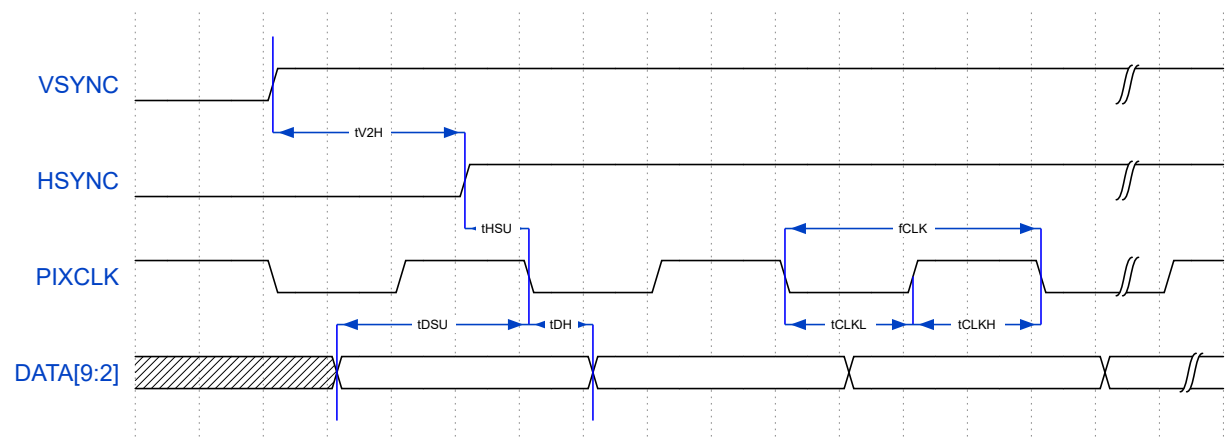 VSYNC
tV2H
HSYNC
tHSU
fCLK
PIXCLK
tDSU
tDH
tCLKL
tCLKH
DATA[9:2]